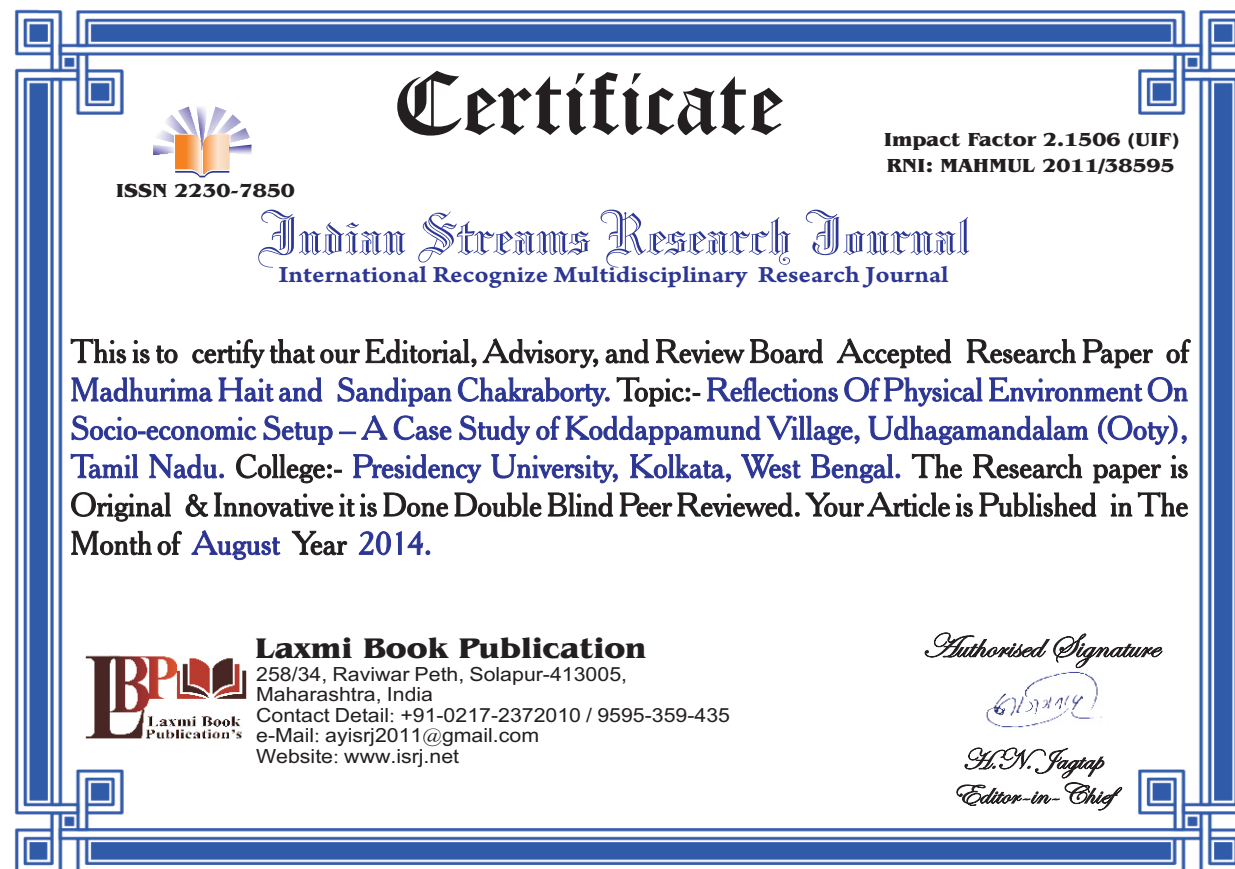 Certificate
Impact Factor 2.1506 (UIF)
RNI: MAHMUL 2011/38595
ISSN 2230-7850
Indian Streams Research Journal
International Recognize Multidisciplinary Research Journal
This is to certify that our Editorial, Advisory, and Review Board Accepted Research Paper of
Madhurima Hait and Sandipan Chakraborty. Topic:- Reflections Of Physical Environment On
Socio-economic Setup – A Case Study of Koddappamund Village, Udhagamandalam (Ooty),
Tamil Nadu. College:- Presidency University, Kolkata, West Bengal. The Research paper is
Original & Innovative it is Done Double Blind Peer Reviewed. Your Article is Published in The
Month of August Year 2014.
LBP
Laxmi Book
Publication's
Laxmi Book Publication
258/34, Raviwar Peth, Solapur-413005,
Maharashtra, India
Contact Detail: +91-0217-2372010 / 9595-359-435
e-Mail: ayisrj2011@gmail.com
Website: www.isrj.net
Authorised Signature
H.N. Jagtap
Editor-in-Chief